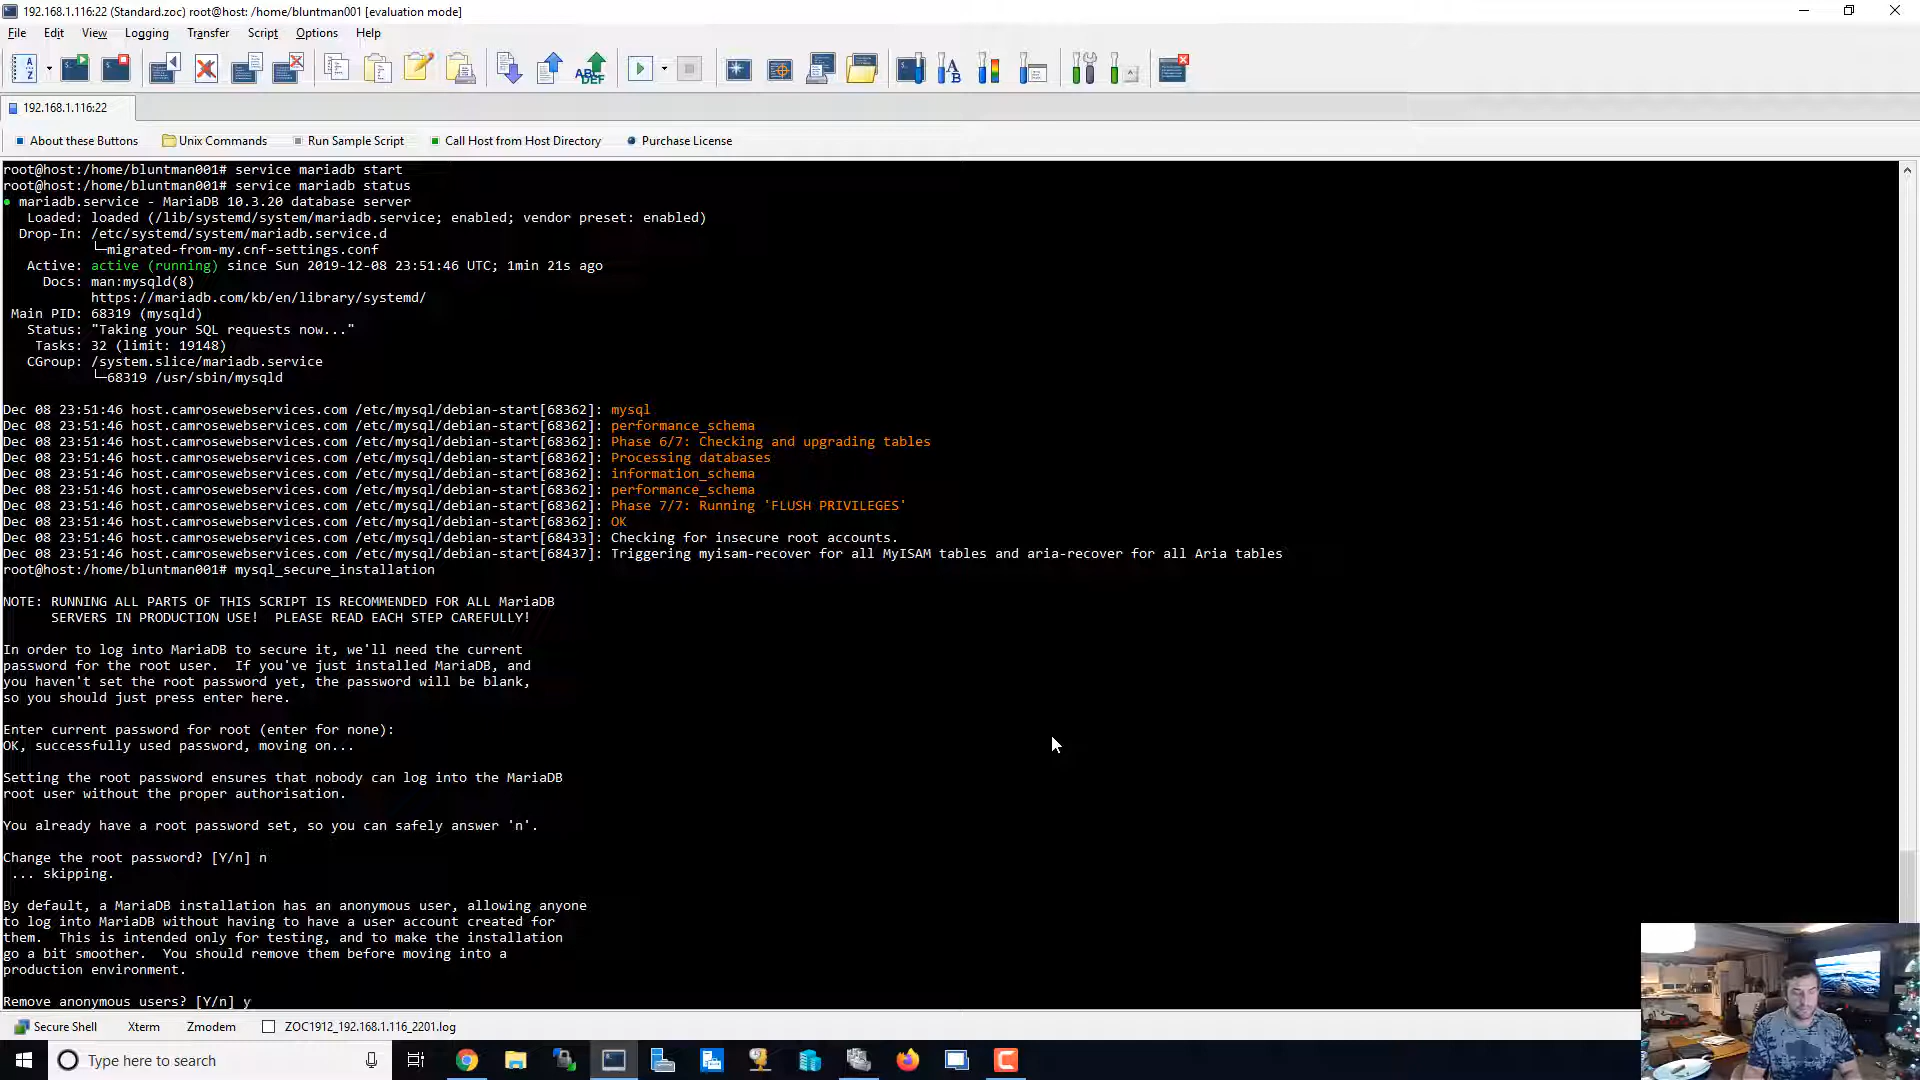 192.168.1.116:22 (Standard.zoc) root@host: /home/bluntman001 [evaluation mode]
File Edit View Logging Transfer Script Options Help
192.168.1.116:22
About these Buttons Unix Commands Run Sample Script Call Host from Host Directory Purchase License
root@host:/home/bluntman001# service mariadb start
root@host:/home/bluntman001# service mariadb status
● mariadb.service - MariaDB 10.3.20 database server
Loaded: loaded (/lib/systemd/system/mariadb.service; enabled; vendor preset: enabled)
Drop-In: /etc/systemd/system/mariadb.service.d
└─migrated-from-my.cnf-settings.conf
Active: active (running) since Sun 2019-12-08 23:51:46 UTC; 1min 21s ago
Docs: man:mysqld(8)
https://mariadb.com/kb/en/library/systemd/
Main PID: 68319 (mysqld)
Status: "Taking your SQL requests now..."
Tasks: 32 (limit: 19148)
CGroup: /system.slice/mariadb.service
└─68319 /usr/sbin/mysqld
Dec 08 23:51:46 host.camrosewebservices.com /etc/mysql/debian-start[68362]: mysql
Dec 08 23:51:46 host.camrosewebservices.com /etc/mysql/debian-start[68362]: performance_schema
Dec 08 23:51:46 host.camrosewebservices.com /etc/mysql/debian-start[68362]: Phase 6/7: Checking and upgrading tables
Dec 08 23:51:46 host.camrosewebservices.com /etc/mysql/debian-start[68362]: Processing databases
Dec 08 23:51:46 host.camrosewebservices.com /etc/mysql/debian-start[68362]: information_schema
Dec 08 23:51:46 host.camrosewebservices.com /etc/mysql/debian-start[68362]: performance_schema
Dec 08 23:51:46 host.camrosewebservices.com /etc/mysql/debian-start[68362]: Phase 7/7: Running 'FLUSH PRIVILEGES'
Dec 08 23:51:46 host.camrosewebservices.com /etc/mysql/debian-start[68362]: OK
Dec 08 23:51:46 host.camrosewebservices.com /etc/mysql/debian-start[68433]: Checking for insecure root accounts.
Dec 08 23:51:46 host.camrosewebservices.com /etc/mysql/debian-start[68437]: Triggering myisam-recover for all MyISAM tables and aria-recover for all Aria tables
root@host:/home/bluntman001# mysql_secure_installation
NOTE: RUNNING ALL PARTS OF THIS SCRIPT IS RECOMMENDED FOR ALL MariaDB
SERVERS IN PRODUCTION USE! PLEASE READ EACH STEP CAREFULLY!
In order to log into MariaDB to secure it, we'll need the current
password for the root user. If you've just installed MariaDB, and
you haven't set the root password yet, the password will be blank,
so you should just press enter here.
Enter current password for root (enter for none):
OK, successfully used password, moving on...
Setting the root password ensures that nobody can log into the MariaDB
root user without the proper authorisation.
You already have a root password set, so you can safely answer 'n'.
Change the root password? [Y/n] n
... skipping.
By default, a MariaDB installation has an anonymous user, allowing anyone
to log into MariaDB without having to have a user account created for
them. This is intended only for testing, and to make the installation
go a bit smoother. You should remove them before moving into a
production environment.
Remove anonymous users? [Y/n] y
Secure Shell Xterm Zmodem ZOC1912_192.168.1.116_2201.log
Type here to search